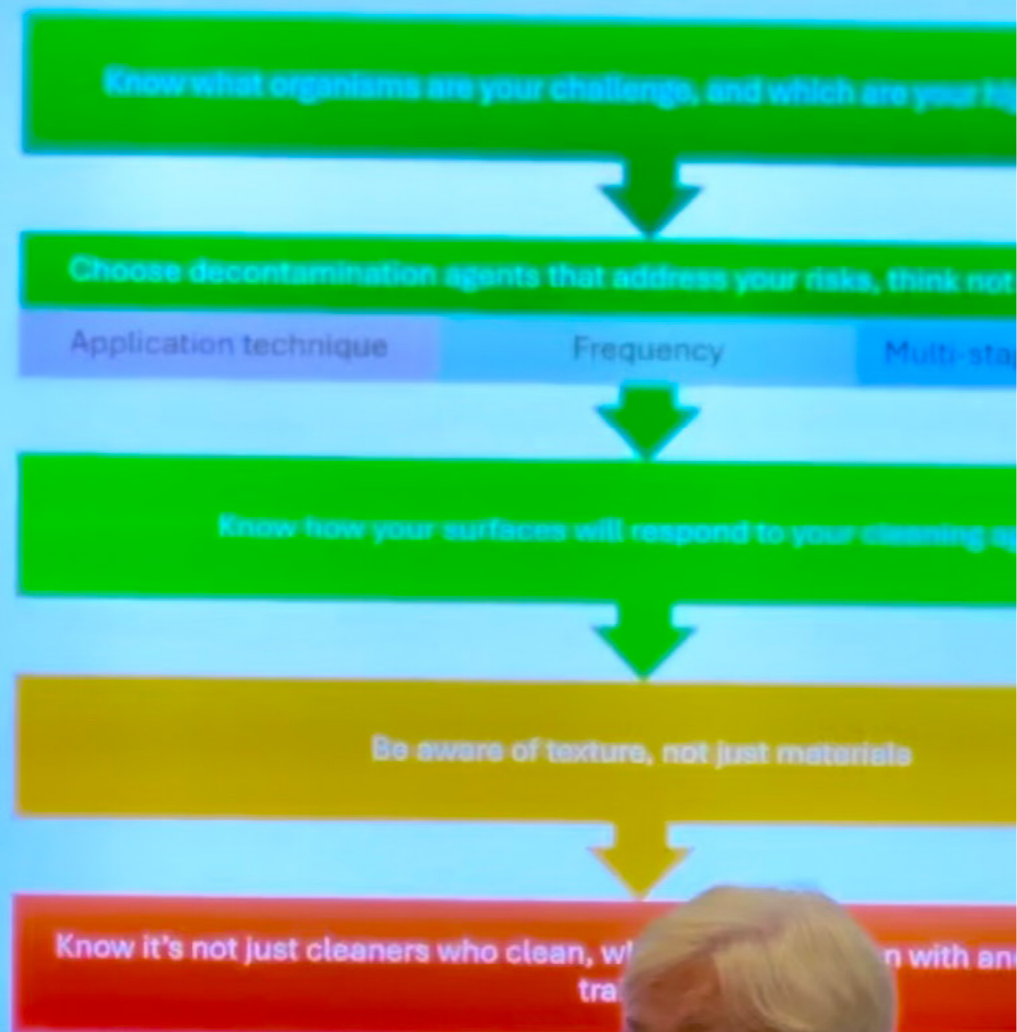 Know what organisms are your challenge, and which are your
Choose decontamination agents that address your risks, think not
Application technique Frequency Multi-sta
Know how your surfaces will respond to your cleaning
Be aware of texture, not just materials
Know it's not just cleaners who clean, n with an
trai